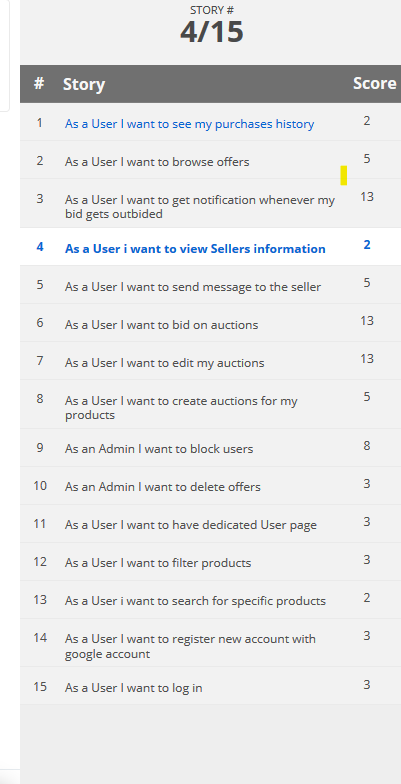 STORY #
4/15
# Story Score
1 As a User I want to see my purchases history 2
2 As a User I want to browse offers 5
3 As a User I want to get notification whenever my 13
bid gets outbided
4 As a User i want to view Sellers information 2
5 As a User I want to send message to the seller 5
6 As a User I want to bid on auctions 13
7 As a User I want to edit my auctions 13
8 As a User I want to create auctions for my 5
products
9 As an Admin I want to block users 8
10 As an Admin I want to delete offers 3
11 As a User I want to have dedicated User page 3
12 As a User I want to filter products 3
13 As a User i want to search for specific products 2
14 As a User I want to register new account with 3
google account
15 As a User I want to log in 3